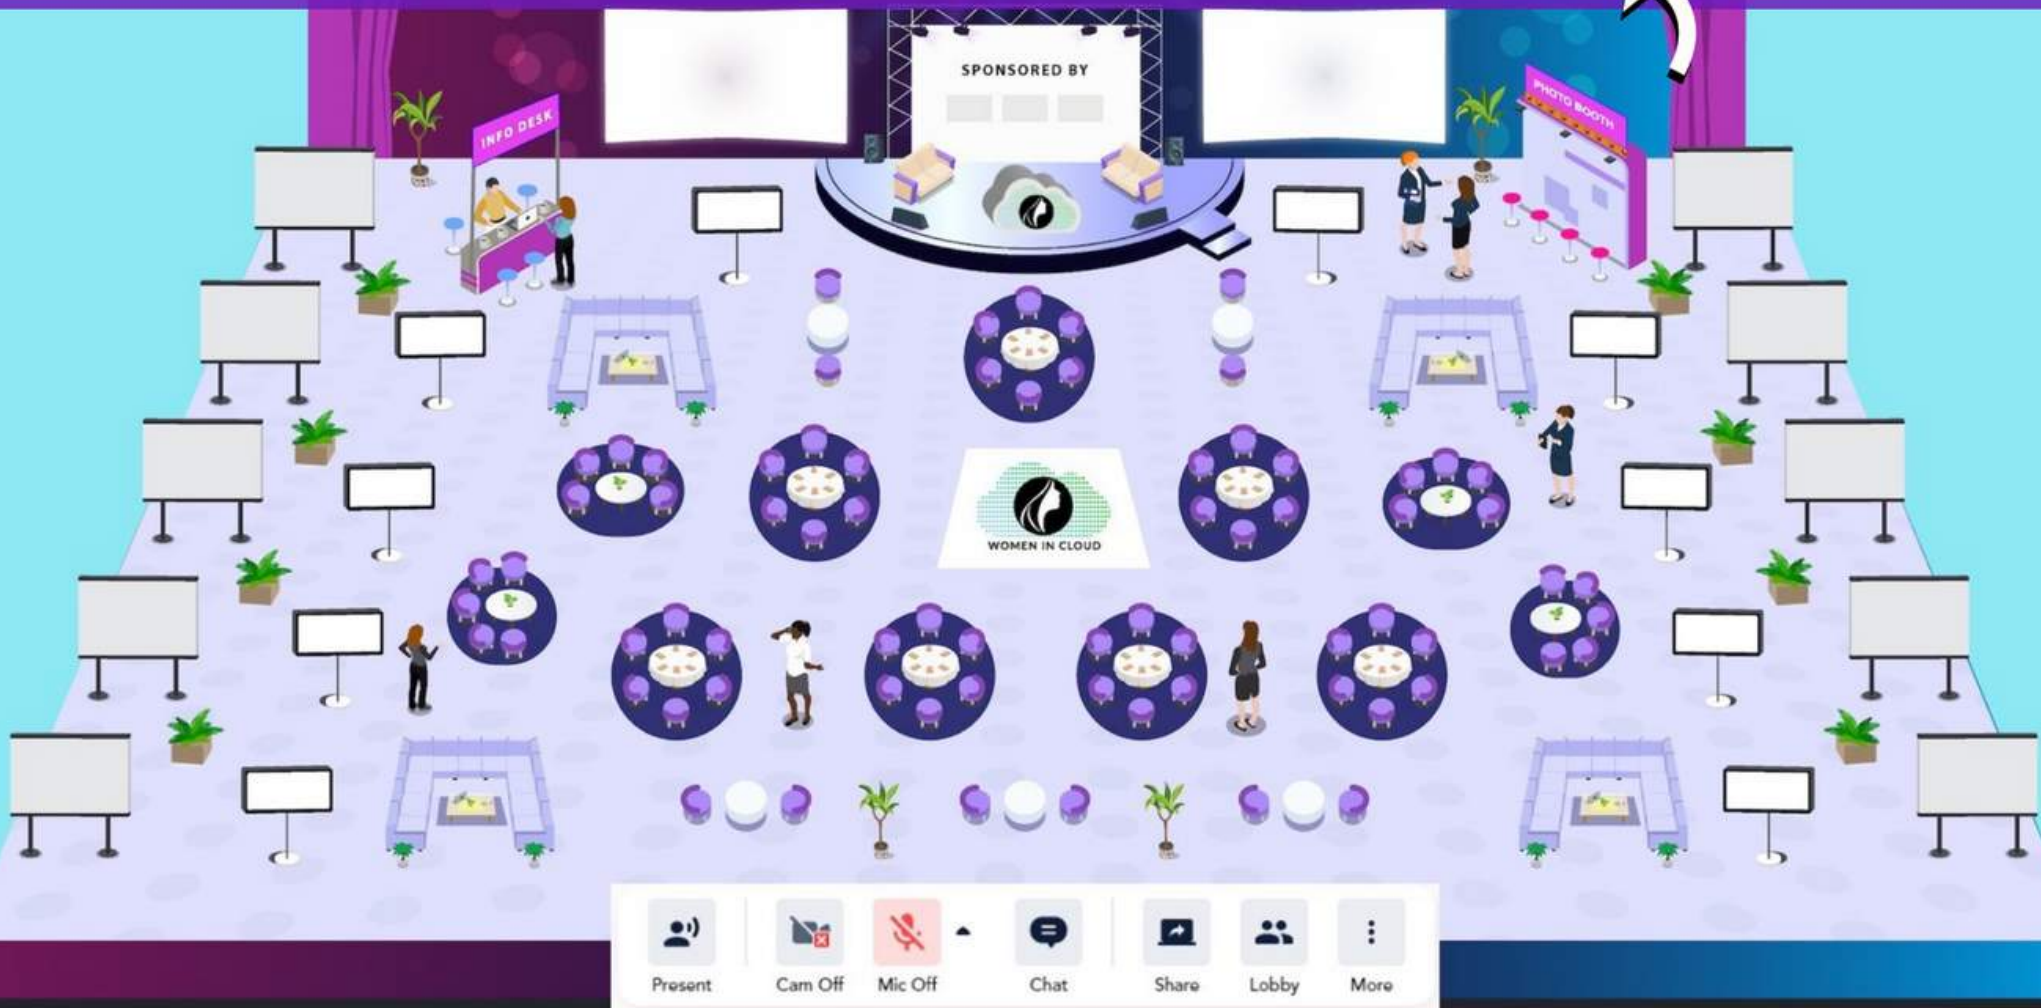 SPONSORED BY
INFO DESK
PHOTO BOOTH
WOMEN IN CLOUD
Present
Cam Off
Mic Off
Chat
Share
Lobby
More